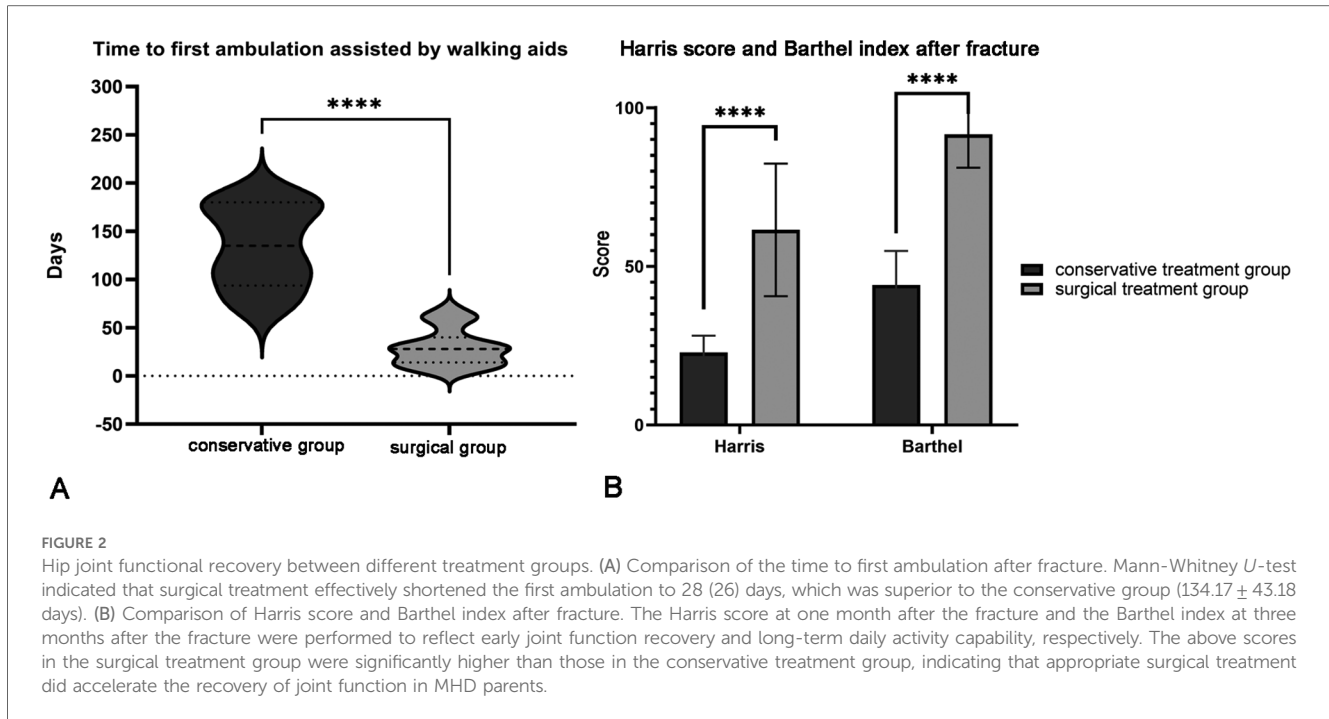 Time to first ambulation assisted by walking aids
300
250
200
150
100
50
0
-50
Days
****
conservative group
surgical group
A
Harris score and Barthel index after fracture
100
50
0
Score
****
****
Harris
Barthel
conservative treatment group
surgical treatment group
B
FIGURE 2
Hip joint functional recovery between different treatment groups. (A) Comparison of the time to first ambulation after fracture. Mann-Whitney U-test
indicated that surgical treatment effectively shortened the first ambulation to 28 (26) days, which was superior to the conservative group (134.17 ± 43.18
days). (B) Comparison of Harris score and Barthel index after fracture. The Harris score at one month after the fracture and the Barthel index at three
months after the fracture were performed to reflect early joint function recovery and long-term daily activity capability, respectively. The above scores
in the surgical treatment group were significantly higher than those in the conservative treatment group, indicating that appropriate surgical treatment
did accelerate the recovery of joint function in MHD parents.